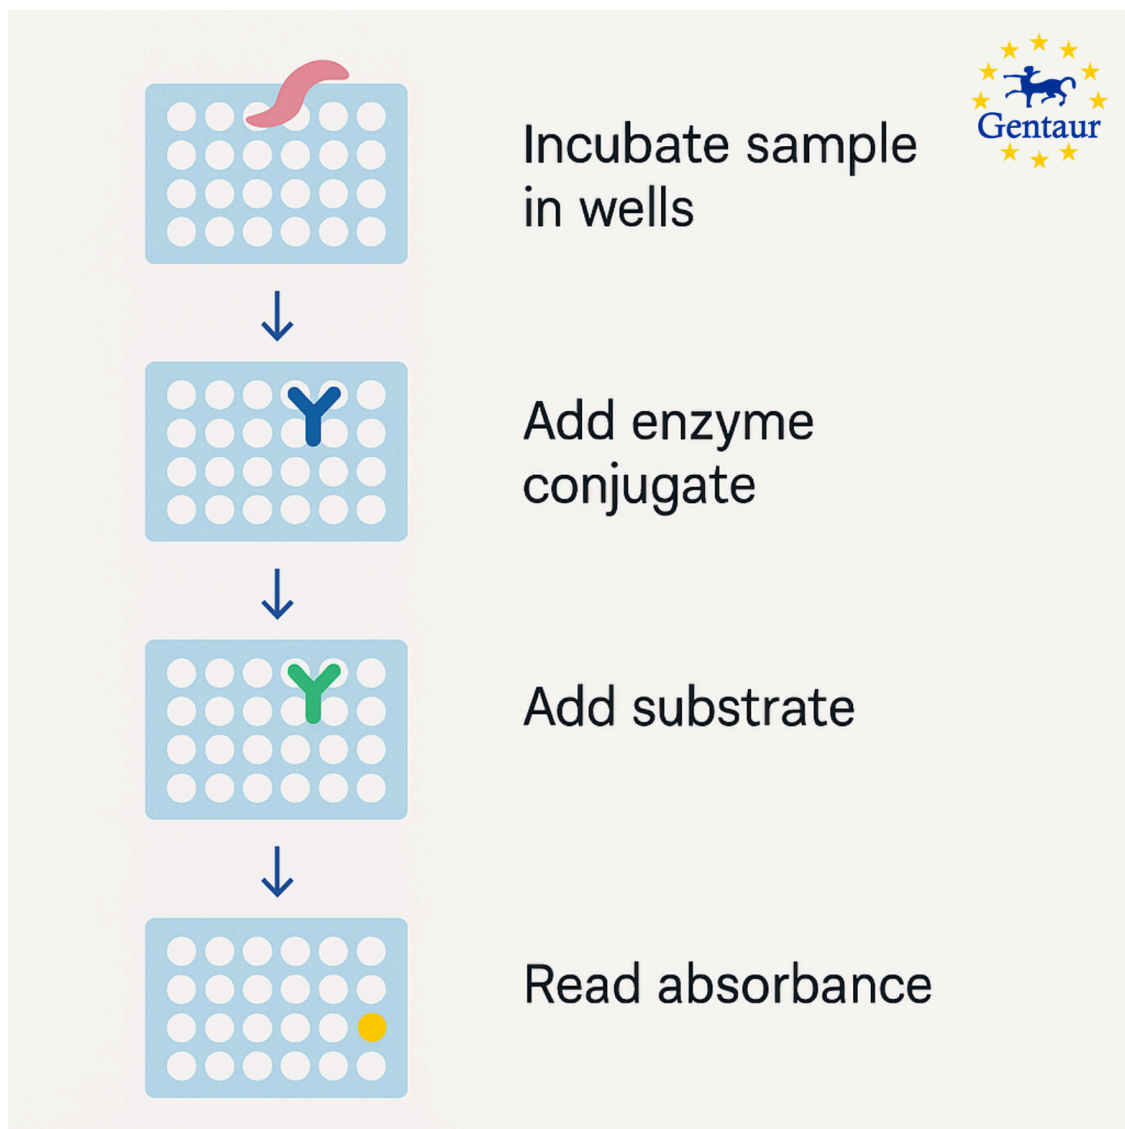 Gentaur
Incubate sample
in wells
Add enzyme
conjugate
Add substrate
Read absorbance